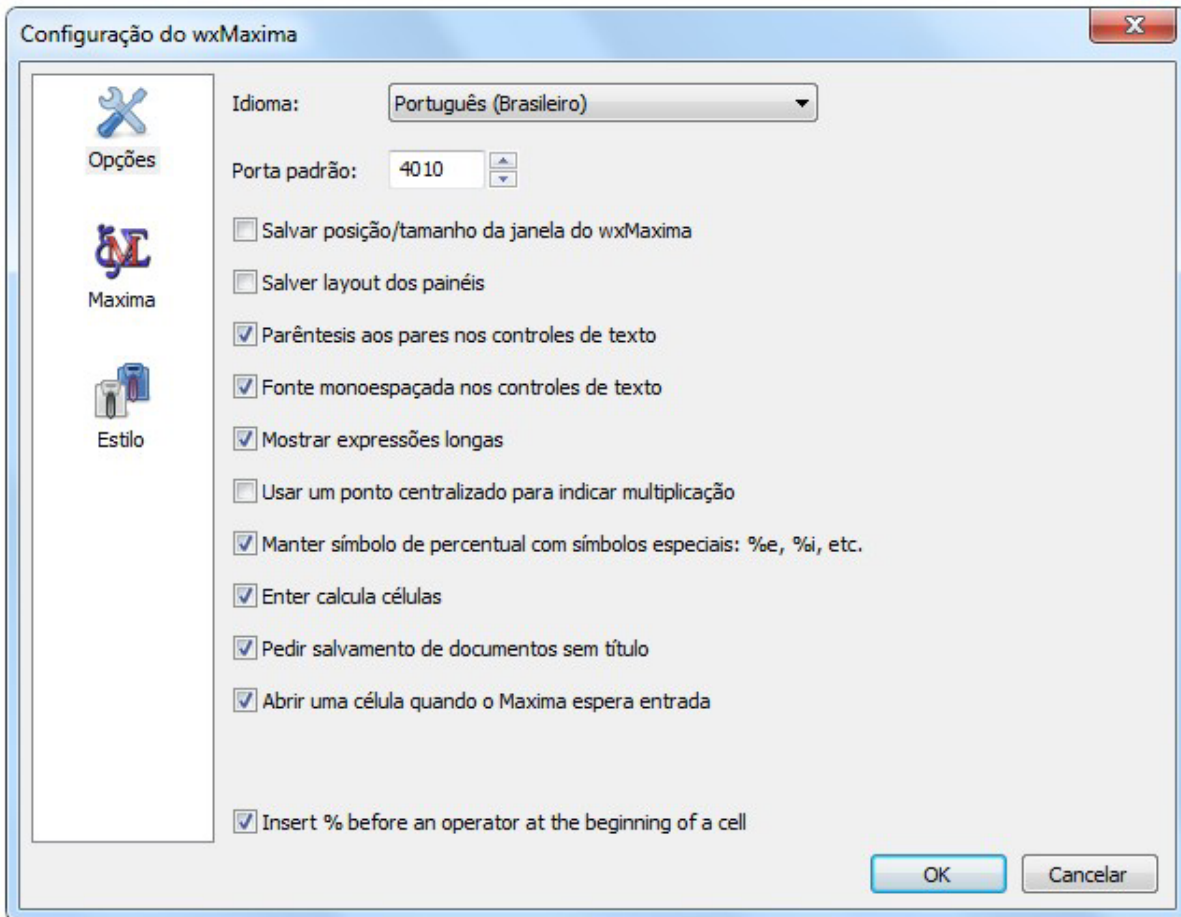 Configuração do wxMaxima
Opções
Maxima
Estilo
Idioma: Português (Brasileiro)
Porta padrão: 4010
Salvar posição/tamanho da janela do wxMaxima
Salver layout dos painéis
Parêntesis aos pares nos controles de texto
Fonte monoespaçada nos controles de texto
Mostrar expressões longas
Usar um ponto centralizado para indicar multiplicação
Manter símbolo de percentual com símbolos especiais: %e, %i, etc.
Enter calcula células
Pedir salvamento de documentos sem título
Abrir uma célula quando o Maxima espera entrada
Insert % before an operator at the beginning of a cell
OK Cancelar